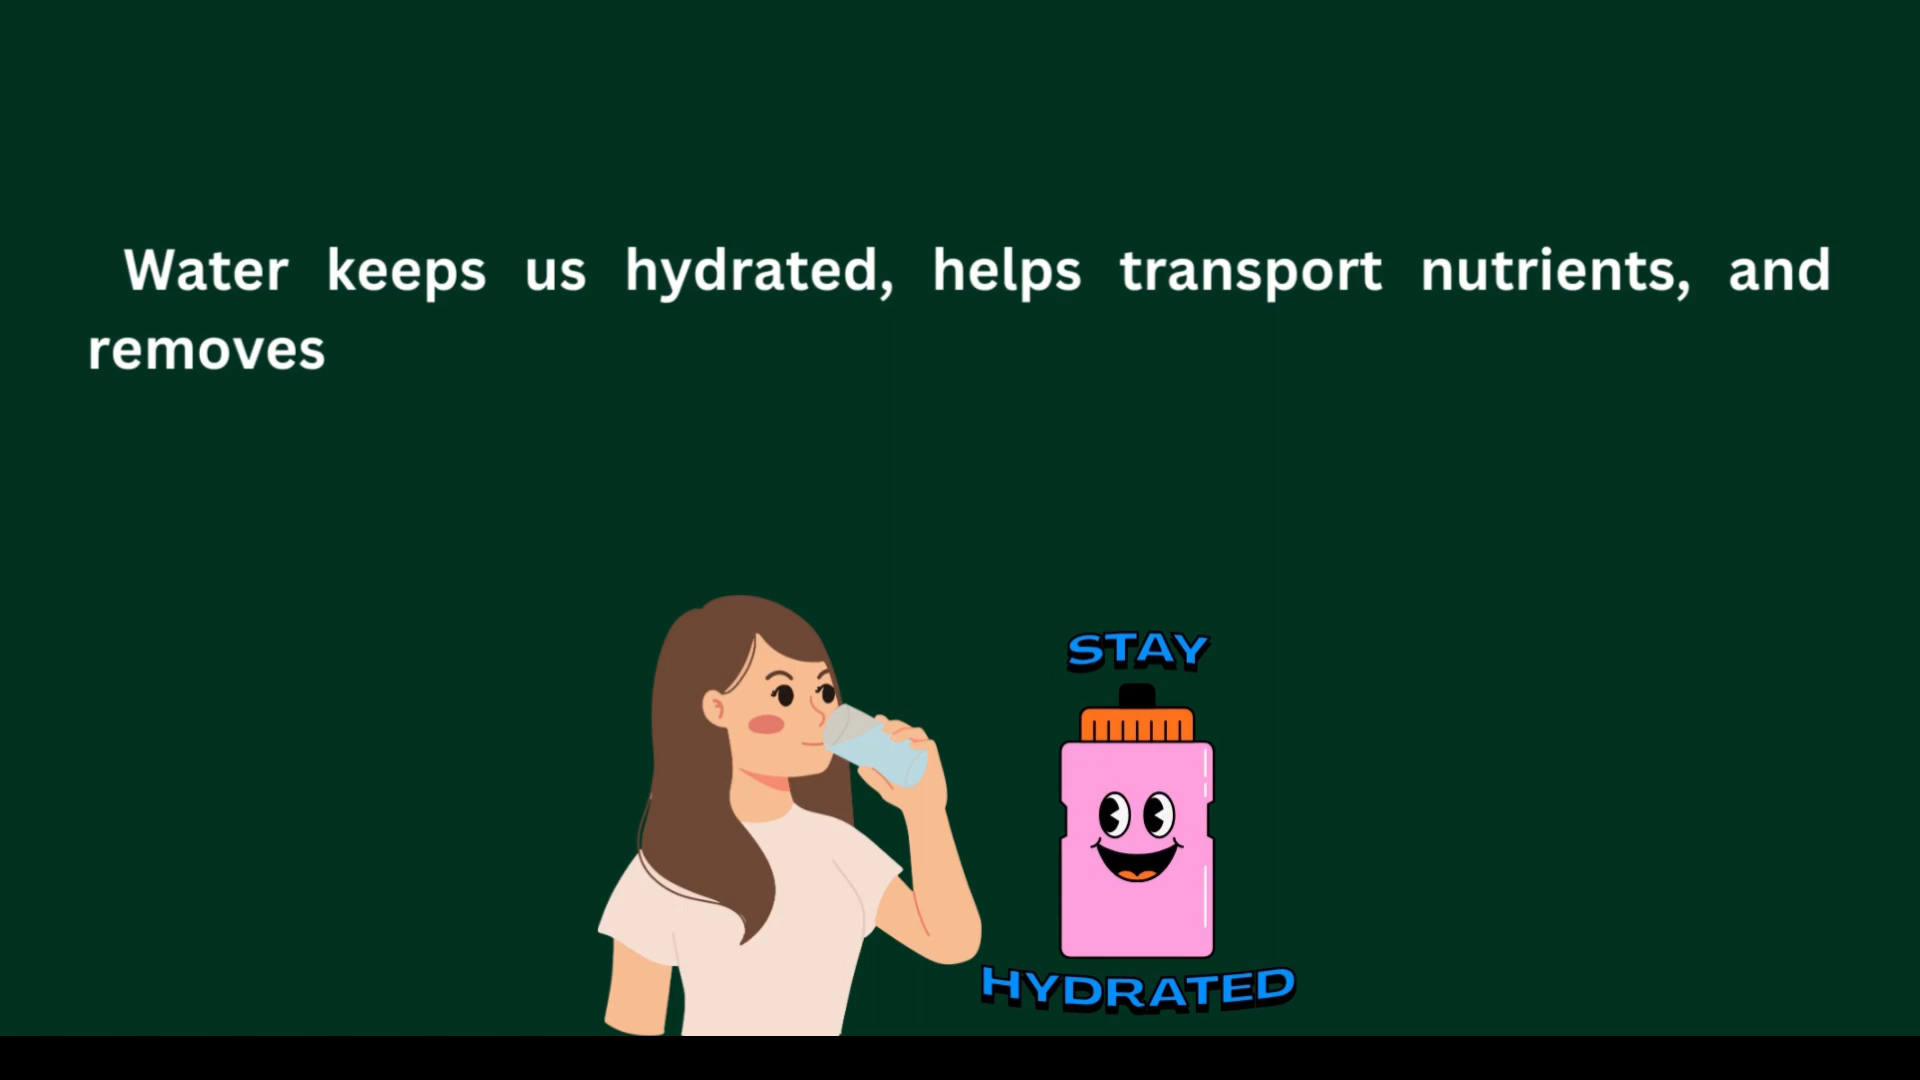 Water keeps us hydrated, helps transport nutrients, and
removes
STAY
HYDRATED